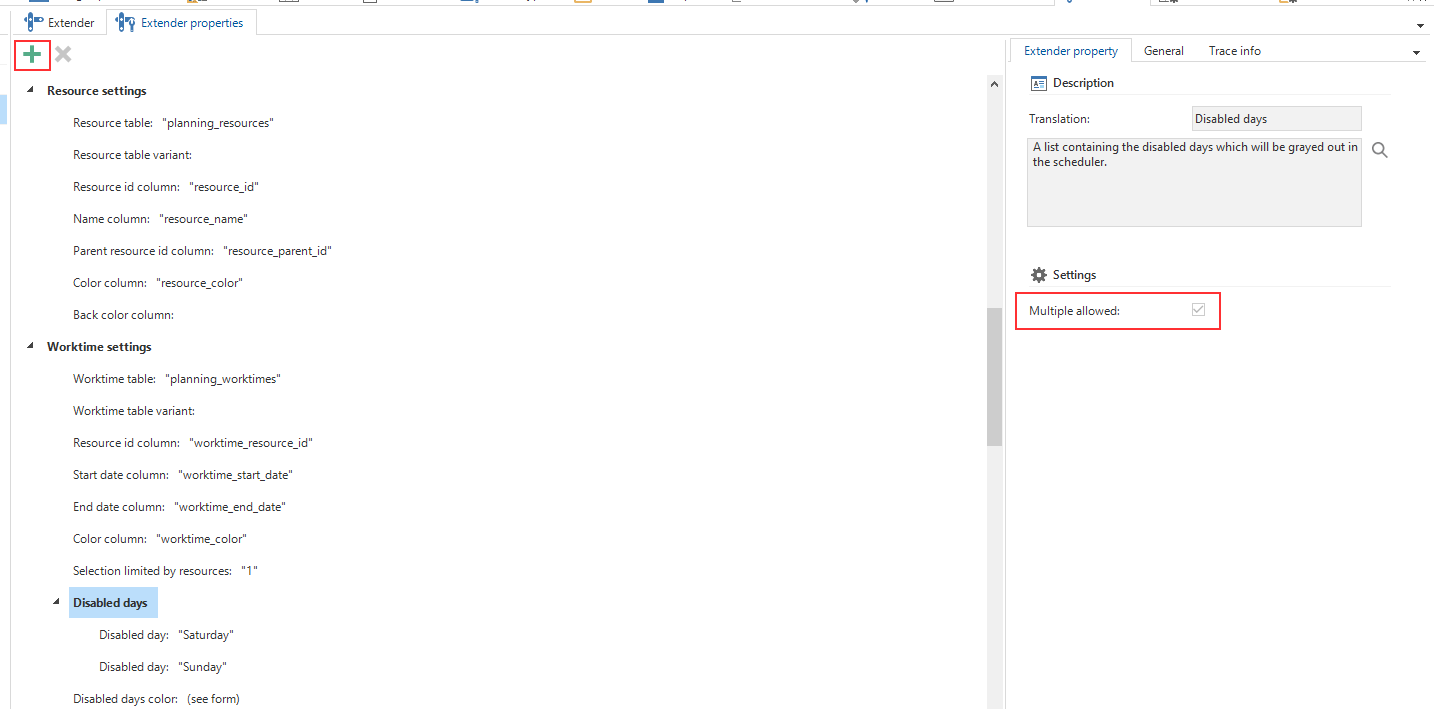 Extender
Extender properties
Resource settings
Resource table: "planning_resources"
Resource table variant:
Resource id column: "resource_id"
Name column: "resource_name"
Parent resource id column: "resource_parent_id"
Color column: "resource_color"
Back color column:
Worktime settings
Worktime table: "planning_worktimes"
Worktime table variant:
Resource id column: "worktime_resource_id"
Start date column: "worktime_start_date"
End date column: "worktime_end_date"
Color column: "worktime_color"
Selection limited by resources: "1"
Disabled days
Disabled day: "Saturday"
Disabled day: "Sunday"
Disabled days color: (see form)
Extender property
General
Trace info
Description
Translation: Disabled days
A list containing the disabled days which will be grayed out in
the scheduler.
Settings
Multiple allowed: